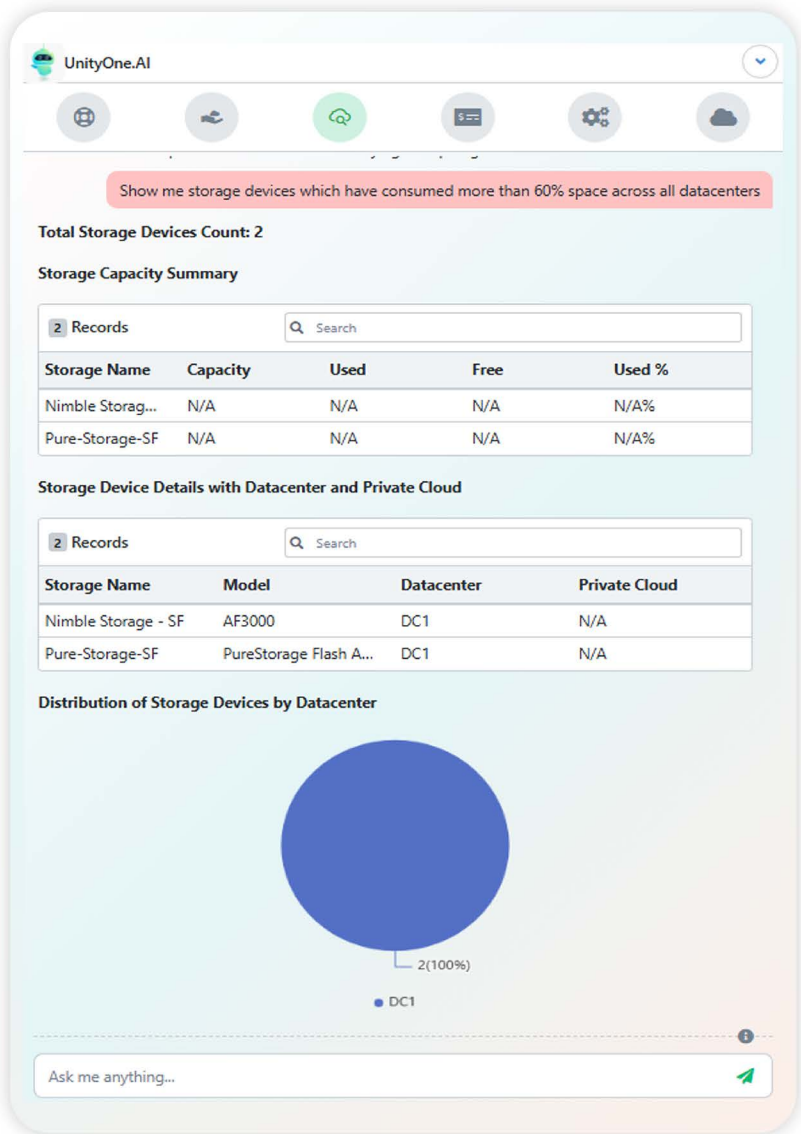 UnityOne.AI
Show me storage devices which have consumed more than 60% space across all datacenters
Total Storage Devices Count: 2
Storage Capacity Summary
2 Records Search
Storage Name Capacity Used Free Used %
Nimble Storag... N/A N/A N/A N/A%
Pure-Storage-SF N/A N/A N/A N/A%
Storage Device Details with Datacenter and Private Cloud
2 Records Search
Storage Name Model Datacenter Private Cloud
Nimble Storage - SF AF3000 DC1 N/A
Pure-Storage-SF PureStorage Flash A... DC1 N/A
Distribution of Storage Devices by Datacenter
2(100%)
DC1
Ask me anything...